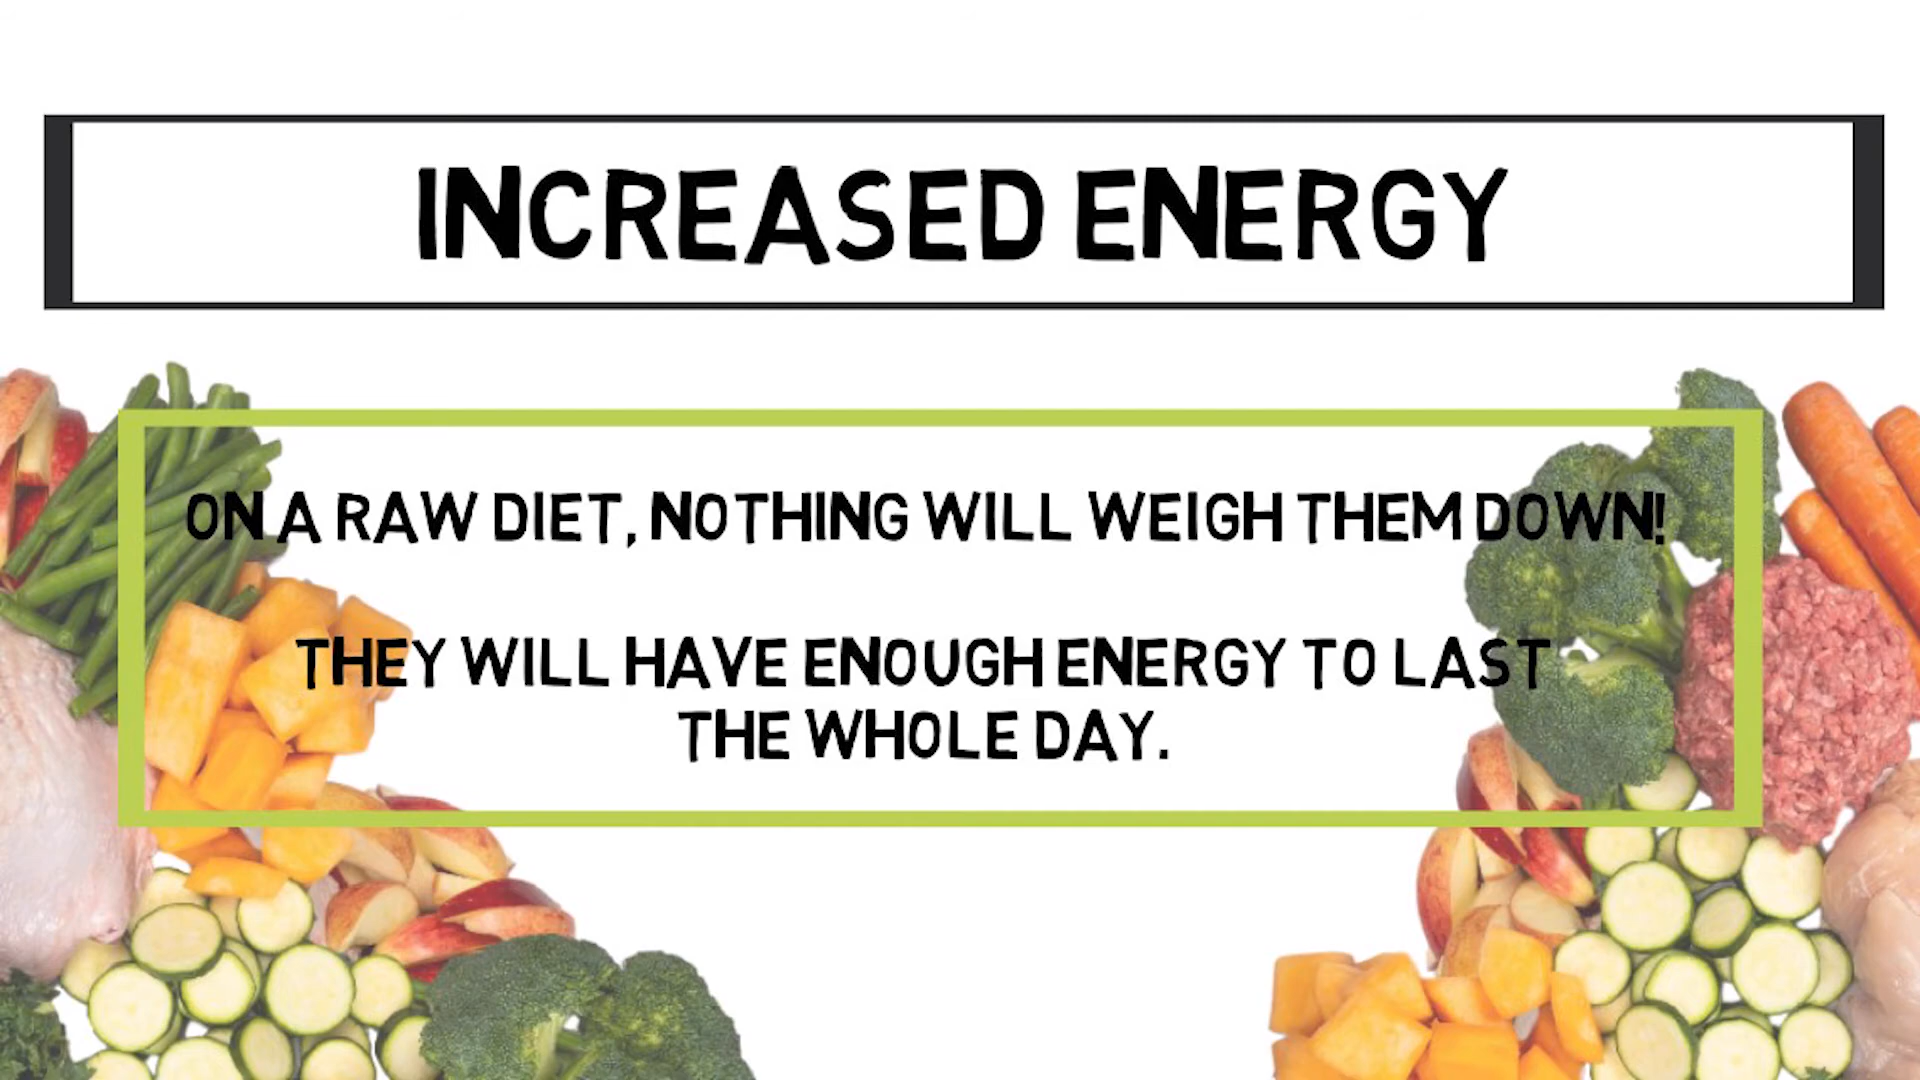 INCREASED ENERGY
ON A RAW DIET, NOTHING WILL WEIGH THEM DOWN!
THEY WILL HAVE ENOUGH ENERGY TO LAST
THE WHOLE DAY.